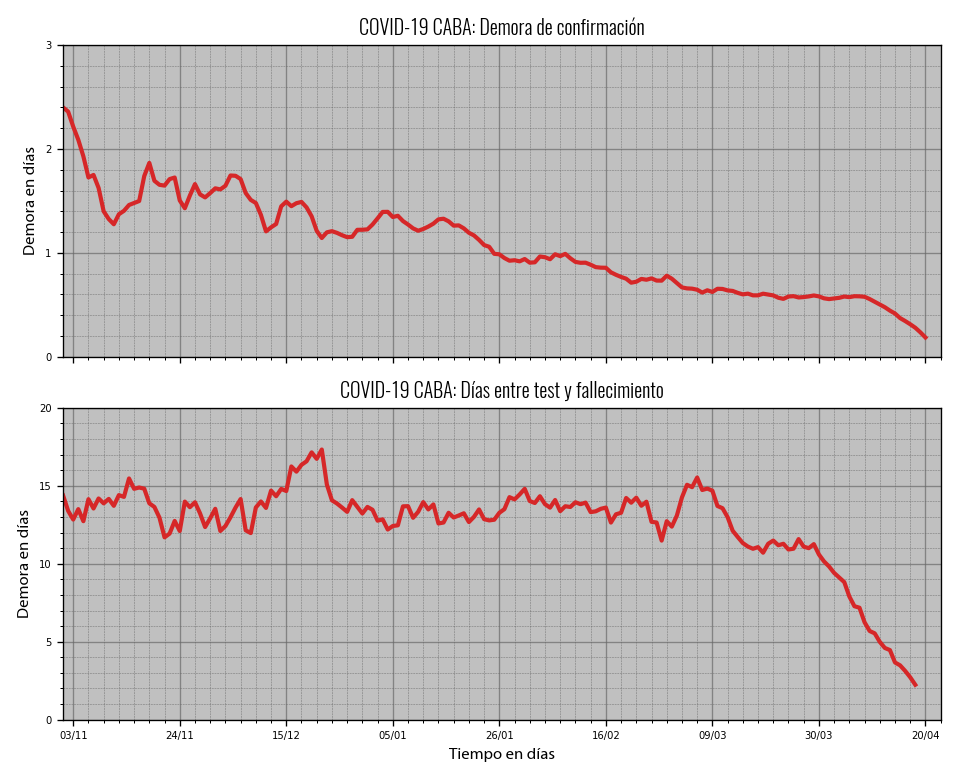 COVID-19 CABA: Demora de confirmación
3
2
1
0
Demora en días
COVID-19 CABA: Días entre test y fallecimiento
20
15
10
5
0
Demora en días
03/11 24/11 15/12 05/01 26/01 16/02 09/03 30/03 20/04
Tiempo en días